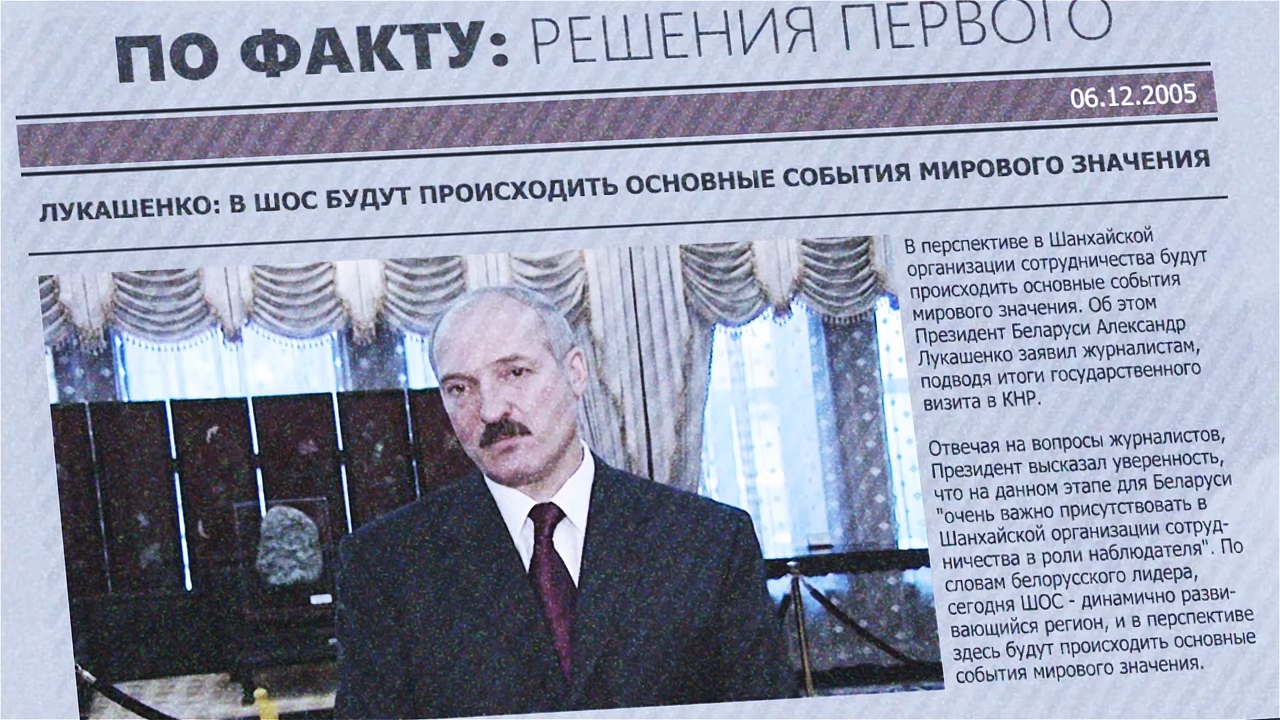 ПО ФАКТУ: РЕШЕНИЯ ПЕРВОГО
06.12.2005
ЛУКАШЕНКО: В ШОС БУДУТ ПРОИСХОДИТЬ ОСНОВНЫЕ СОБЫТИЯ МИРОВОГО ЗНАЧЕНИЯ
В перспективе в Шанхайской
организации сотрудничества будут
происходить основные события
мирового значения. Об этом
Президент Беларуси Александр
Лукашенко заявил журналистам,
подводя итоги государственного
визита в КНР.
Отвечая на вопросы журналистов,
Президент высказал уверенность,
что на данном этапе для Беларуси
"очень важно присутствовать в
Шанхайской организации сотруд-
ничества в роли наблюдателя". По
словам белорусского лидера,
сегодня ШОС - динамично разви-
вающийся регион, и в перспективе
здесь будут происходить основные
события мирового значения.